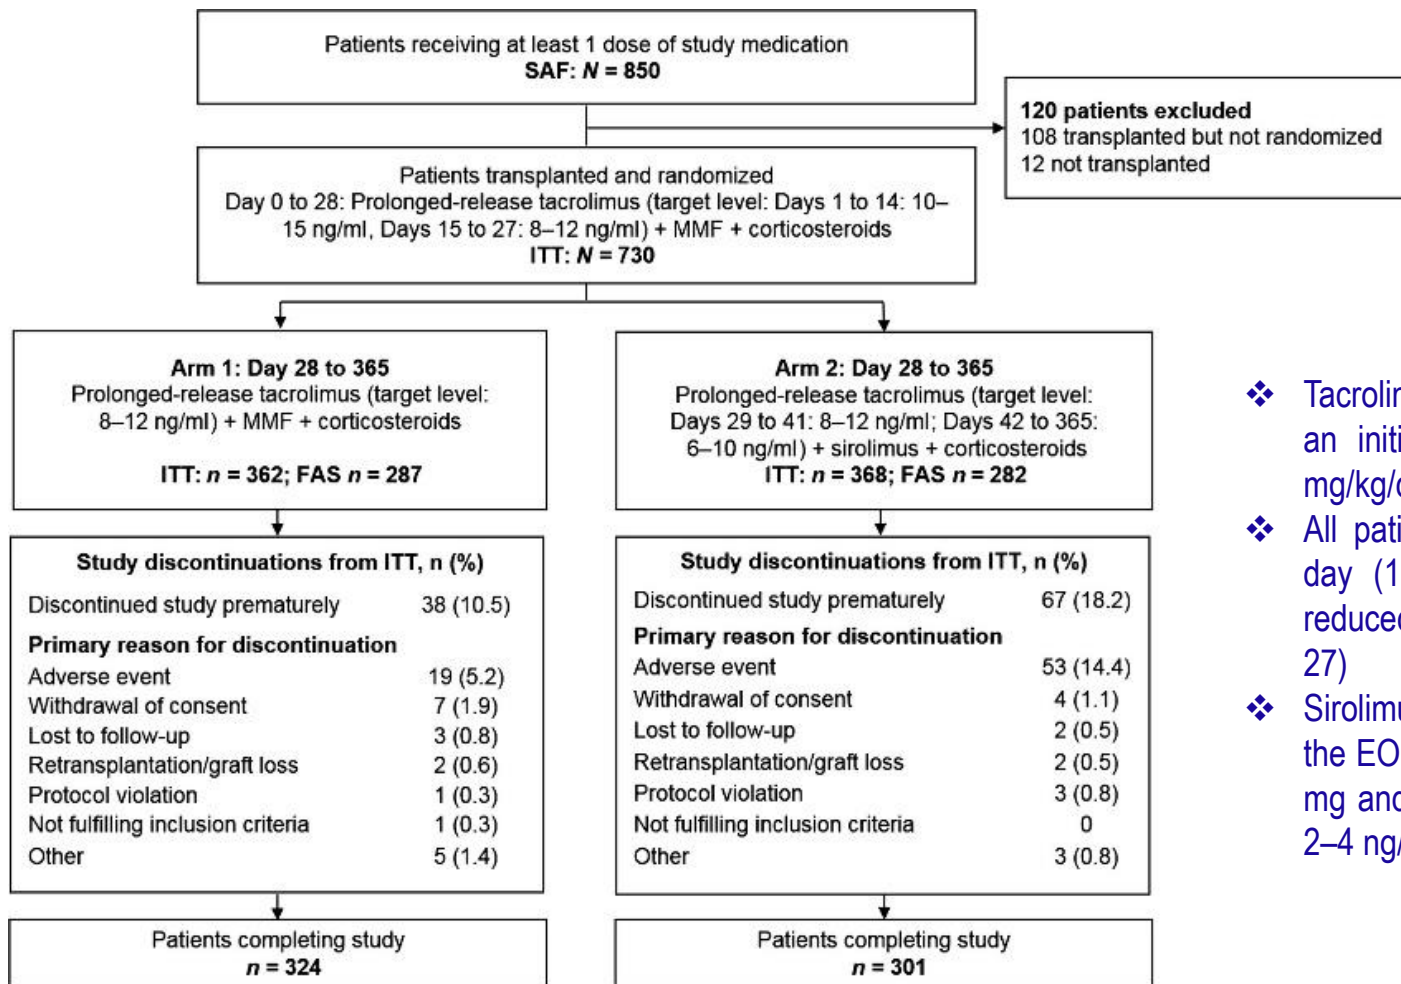 Patients receiving at least 1 dose of study medication
SAF: N = 850
120 patients excluded
108 transplanted but not randomized
12 not transplanted
Patients transplanted and randomized
Day 0 to 28: Prolonged-release tacrolimus (target level: Days 1 to 14: 10–
15 ng/ml, Days 15 to 27: 8–12 ng/ml) + MMF + corticosteroids
ITT: N = 730
Arm 1: Day 28 to 365
Prolonged-release tacrolimus (target level:
8–12 ng/ml) + MMF + corticosteroids
ITT: n = 362; FAS n = 287
Arm 2: Day 28 to 365
Prolonged-release tacrolimus (target level:
Days 29 to 41: 8–12 ng/ml; Days 42 to 365:
6–10 ng/ml) + sirolimus + corticosteroids
ITT: n = 368; FAS n = 282
Study discontinuations from ITT, n (%)
Discontinued study prematurely 38 (10.5)
Primary reason for discontinuation
Adverse event 19 (5.2)
Withdrawal of consent 7 (1.9)
Lost to follow-up 3 (0.8)
Retransplantation/graft loss 2 (0.6)
Protocol violation 1 (0.3)
Not fulfilling inclusion criteria 1 (0.3)
Other 5 (1.4)
Study discontinuations from ITT, n (%)
Discontinued study prematurely 67 (18.2)
Primary reason for discontinuation
Adverse event 53 (14.4)
Withdrawal of consent 4 (1.1)
Lost to follow-up 2 (0.5)
Retransplantation/graft loss 2 (0.5)
Protocol violation 3 (0.8)
Not fulfilling inclusion criteria 0
Other 3 (0.8)
Patients completing study
n = 324
Patients completing study
n = 301
❖ 
an
mg/kg/
❖ All
day (1
27)
❖ 
the
mg
2–4 ng/